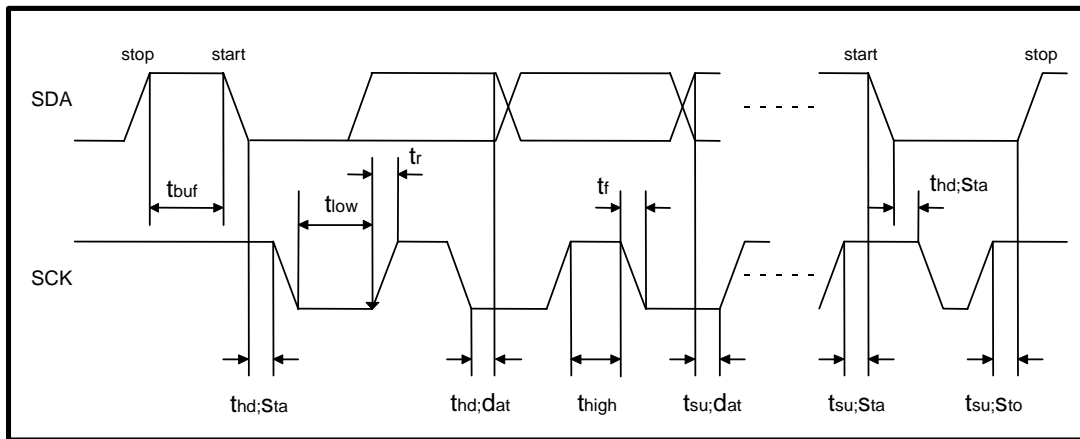 stop start start stop
SDA
tr
tbuf tlow tf thd;sta
SCK
thd;sta thd;dat thigh tsu;dat tsu;sta tsu;sto